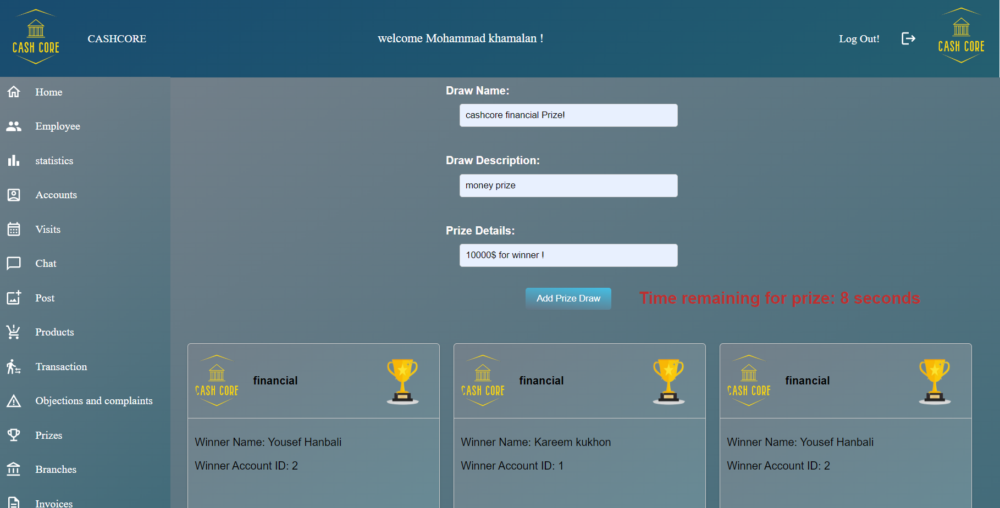 CASH CORE
CASHCORE
welcome Mohammad khamalan !
Log Out!
CASH CORE
Home
Employee
statistics
Accounts
Visits
Chat
Post
Products
Transaction
Objections and complaints
Prizes
Branches
Invoices
Draw Name:
cashcore financial Prize!
Draw Description:
money prize
Prize Details:
10000$ for winner !
Add Prize Draw
Time remaining for prize: 8 seconds
CASH CORE
financial
Winner Name: Yousef Hanbali
Winner Account ID: 2
CASH CORE
financial
Winner Name: Kareem kukhon
Winner Account ID: 1
CASH CORE
financial
Winner Name: Yousef Hanbali
Winner Account ID: 2